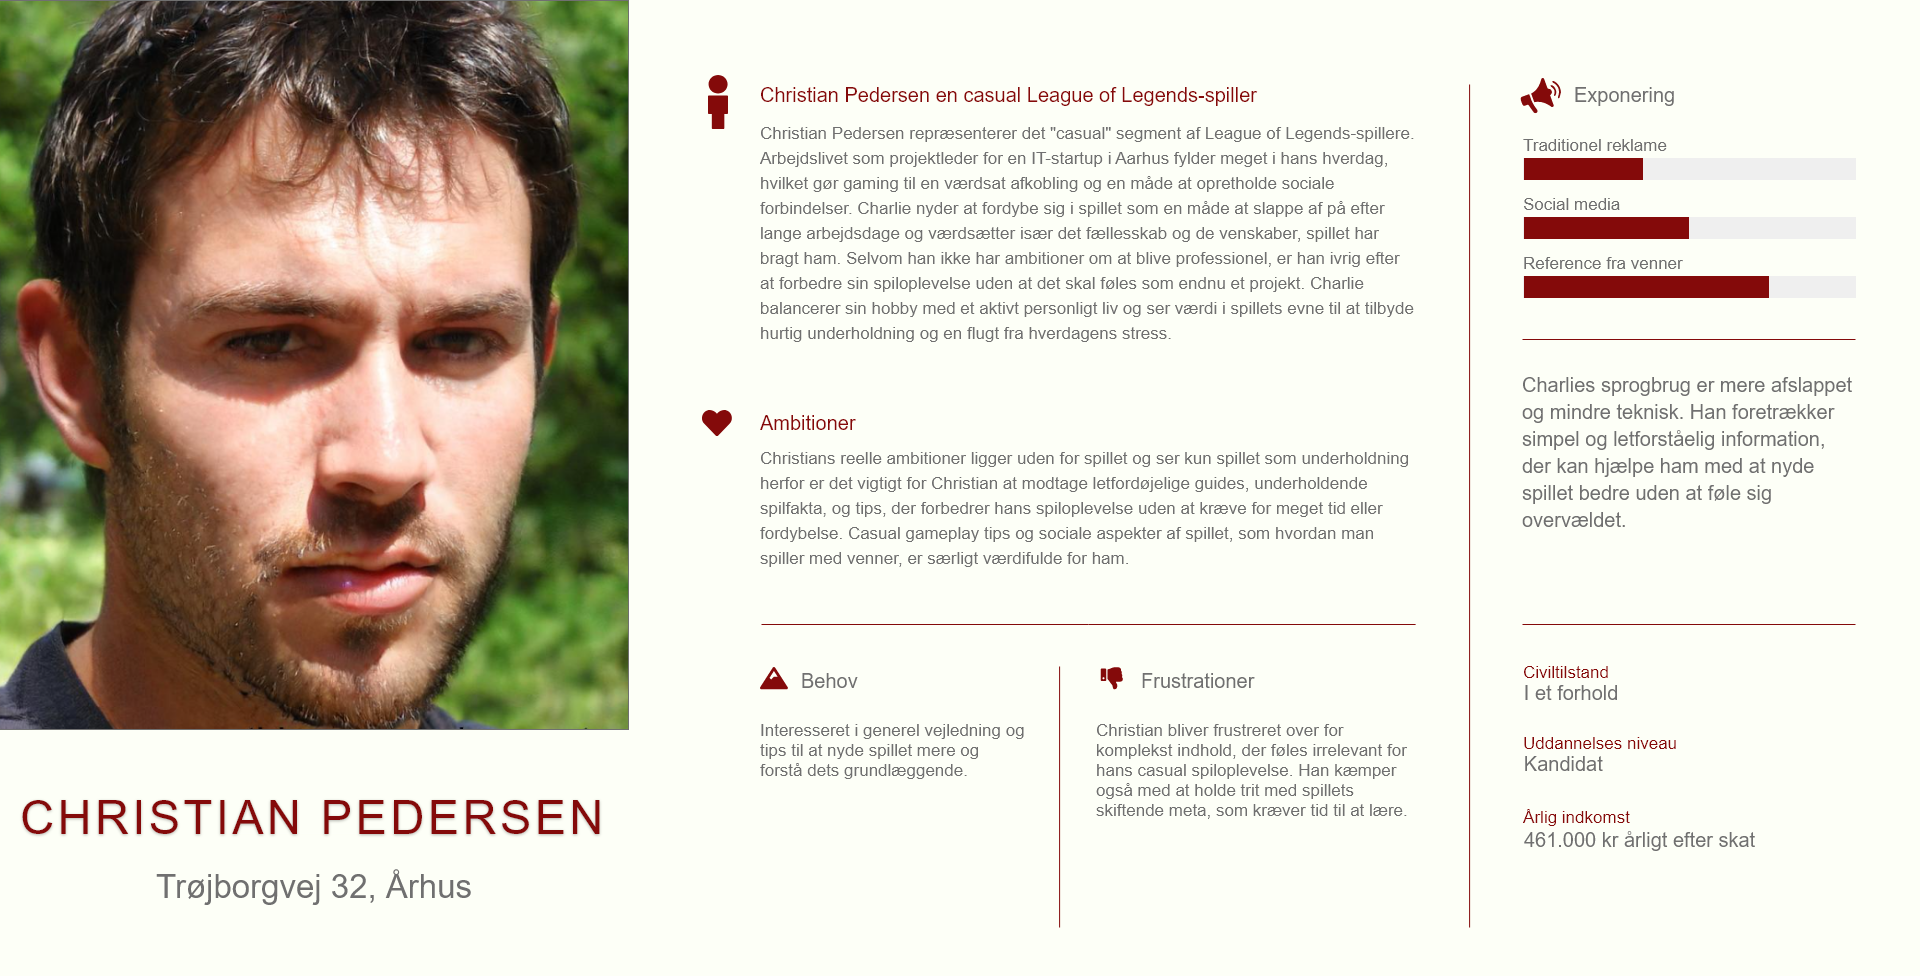 CHRISTIAN PEDERSEN
Trøjborgvej 32, Århus
Christian Pedersen en casual League of Legends-spiller
Christian Pedersen repræsenterer det "casual" segment af League of Legends-spillere.
Arbejdslivet som projektleder for en IT-startup i Aarhus fylder meget i hans hverdag,
hvilket gør gaming til en værdsat afkobling og en måde at opretholde sociale
forbindelser. Charlie nyder at fordybe sig i spillet som en måde at slappe af på efter
lange arbejdsdage og værdsætter især det fællesskab og de venskaber, spillet har
bragt ham. Selvom han ikke har ambitioner om at blive professionel, er han ivrig efter
at forbedre sin spiloplevelse uden at det skal føles som endnu et projekt. Charlie
balancerer sin hobby med et aktivt personligt liv og ser værdi i spillets evne til at tilbyde
hurtig underholdning og en flugt fra hverdagens stress.
Ambitioner
Christians reelle ambitioner ligger uden for spillet og ser kun spillet som underholdning
herfor er det vigtigt for Christian at modtage letfordøjelige guides, underholdende
spilfakta, og tips, der forbedrer hans spiloplevelse uden at kræve for meget tid eller
fordybelse. Casual gameplay tips og sociale aspekter af spillet, som hvordan man
spiller med venner, er særligt værdifulde for ham.
Behov
Interesseret i generel vejledning og
tips til at nyde spillet mere og
forstå dets grundlæggende.
Frustrationer
Christian bliver frustreret over for
komplekst indhold, der føles irrelevant for
hans casual spiloplevelse. Han kæmper
også med at holde trit med spillets
skiftende meta, som kræver tid til at lære.
Exponering
Traditionel reklame
Social media
Reference fra venner
Charlies sprogbrug er mere afslappet
og mindre teknisk. Han foretrækker
simpel og letforståelig information,
der kan hjælpe ham med at nyde
spillet bedre uden at føle sig
overvældet.
Civiltilstand
I et forhold
Uddannelses niveau
Kandidat
Årlig indkomst
461.000 kr årligt efter skat